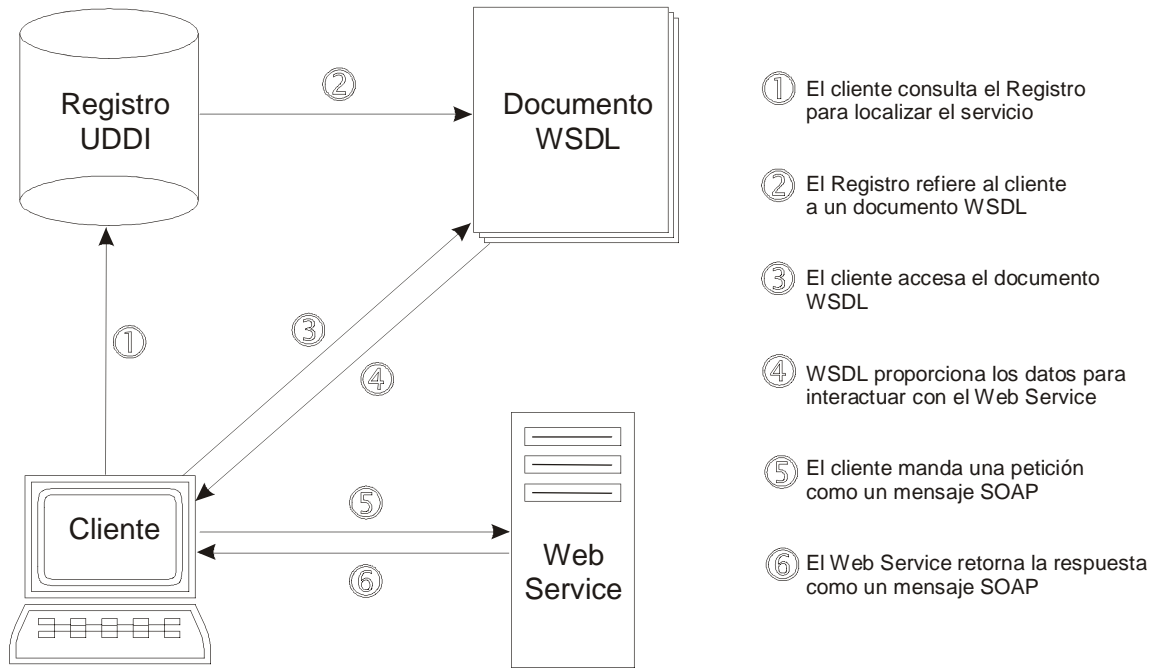 Registro
UDDI
②
Documento
WSDL
①
③
④
Cliente
⑤
⑥
Web
Service
① El cliente consulta el Registro
para localizar el servicio
② El Registro refiere al cliente
a un documento WSDL
③ El cliente accesa el documento
WSDL
④ WSDL proporciona los datos para
interactuar con el Web Service
⑤ El cliente manda una petición
como un mensaje SOAP
⑥ El Web Service retorna la respuesta
como un mensaje SOAP